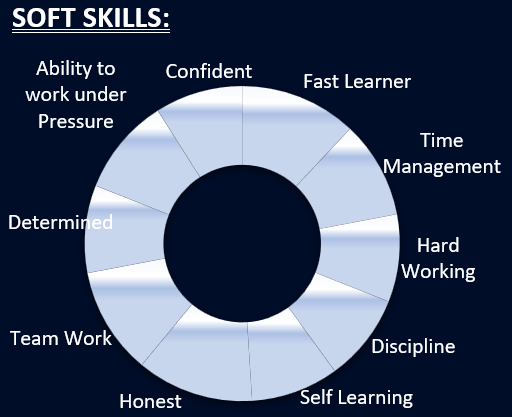 SOFT SKILLS:
Confident
Fast Learner
Time
Management
Hard
Working
Discipline
Self Learning
Honest
Team Work
Determined
Ability to
work under
Pressure